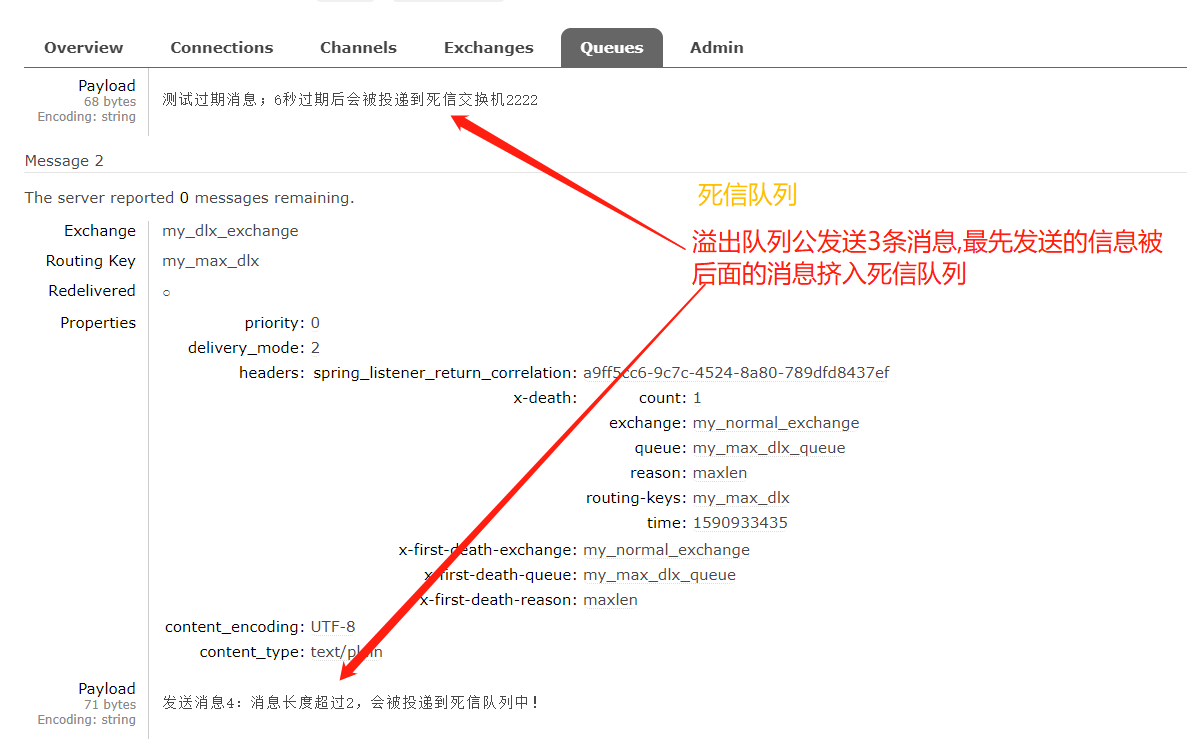 Overview Connections Channels Exchanges Queues Admin
Payload
68 bytes
Encoding: string
测试过期消息；6秒过期后会被投递到死信交换机2222
Message 2
The server reported 0 messages remaining.
死信队列
溢出队列公发送3条消息,最先发送的信息被
后面的消息挤入死信队列
Exchange my_dlx_exchange
Routing Key my_max_dlx
Redelivered ○
Properties priority: 0
delivery_mode: 2
headers: spring_listener_return_correlation: a9ff5cc6-9c7c-4524-8a80-789dfd8437ef
x-death: count: 1
exchange: my_normal_exchange
queue: my_max_dlx_queue
reason: maxlen
routing-keys: my_max_dlx
time: 1590933435
x-first-death-exchange: my_normal_exchange
x-first-death-queue: my_max_dlx_queue
x-first-death-reason: maxlen
content_encoding: UTF-8
content_type: text/plain
Payload
71 bytes
Encoding: string
发送消息4：消息长度超过2，会被投递到死信队列中！